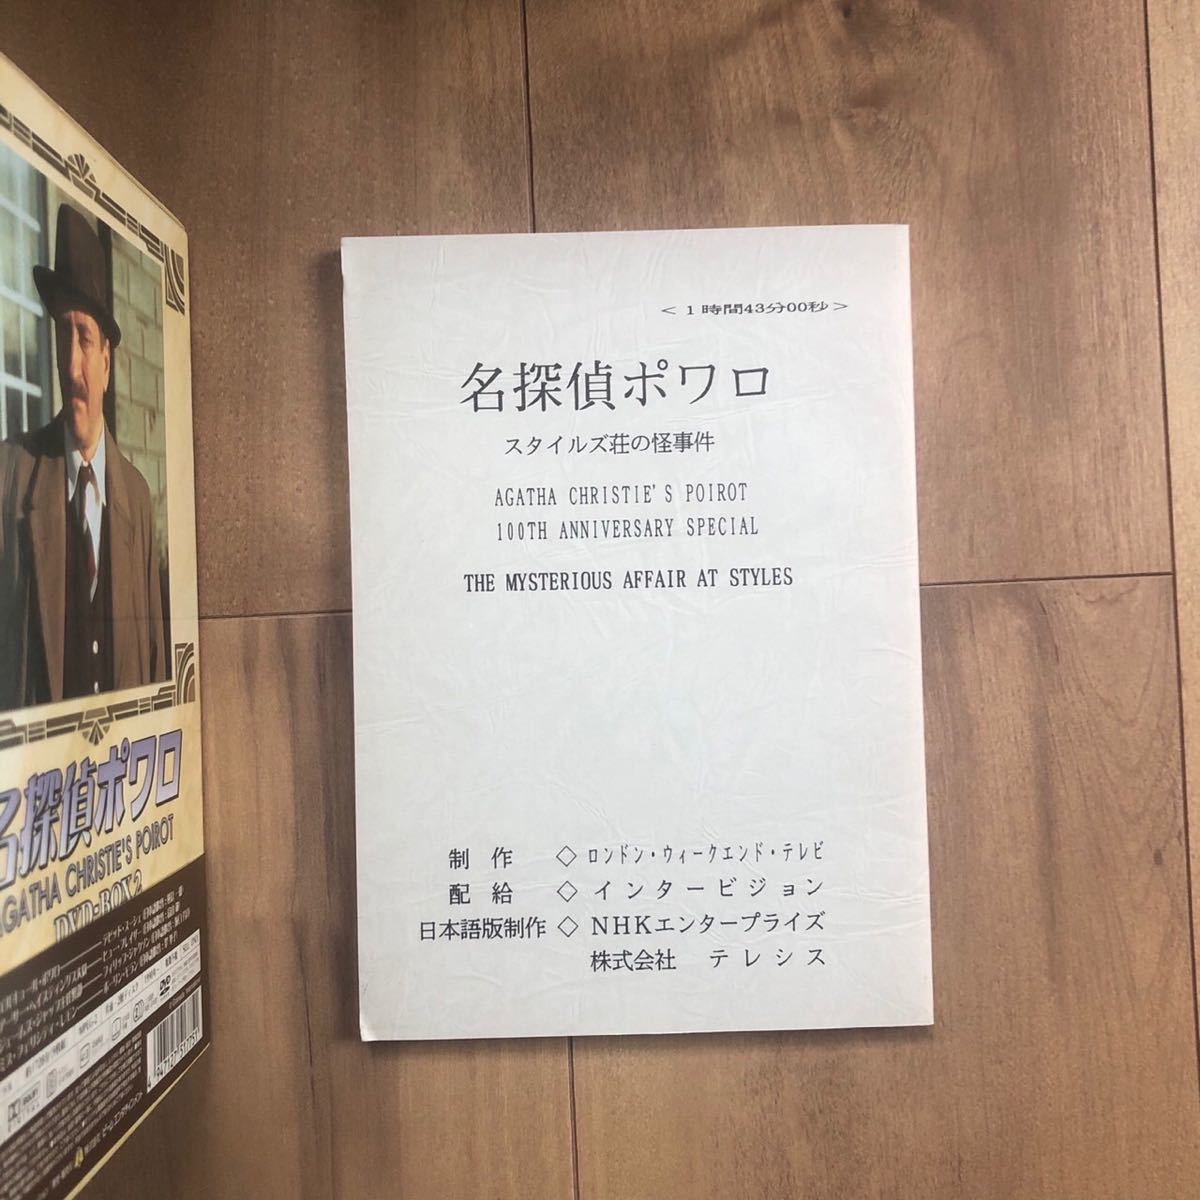 <1時間43分00秒>
名探偵ポワロ
スタイルズ荘の怪事件
AGATHA CHRISTIE'S POIROT
100TH ANNIVERSARY SPECIAL
THE MYSTERIOUS AFFAIR AT STYLES
制 作 ◇ ロンドン・ウィークエンド・テレビ
配 給 ◇ インタービジョン
日本語版制作 ◇ NHKエンタープライズ
株式会社 テレシス
名探偵ポワロ
AGATHA CHRISTIE'S POIROT
DVD-BOX 2
4 947127 517751